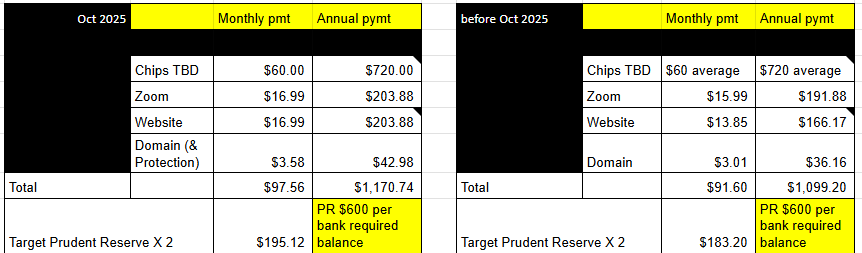 Oct 2025 Monthly pmt Annual pymt
Chips TBD $60.00 $720.00
Zoom $16.99 $203.88
Website $16.99 $203.88
Domain (&
Protection) $3.58 $42.98
Total $97.56 $1,170.74
PR $600 per
bank required
Target Prudent Reserve X 2 $195.12 balance
before Oct 2025 Monthly pmt Annual pymt
Chips TBD $60 average $720 average
Zoom $15.99 $191.88
Website $13.85 $166.17
Domain $3.01 $36.16
Total $91.60 $1,099.20
PR $600 per
bank required
Target Prudent Reserve X 2 $183.20 balance